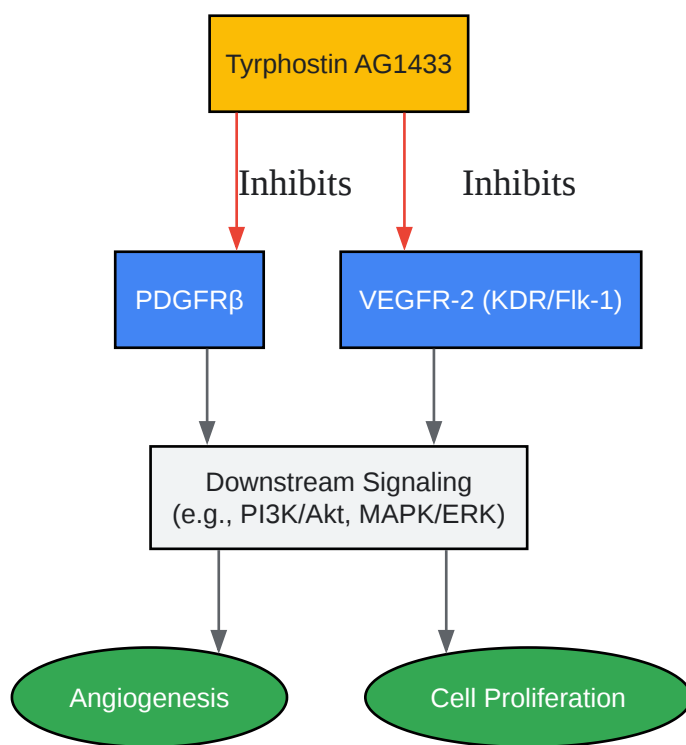 Tyrphostin AG1433
Inhibits
Inhibits
PDGFRβ
VEGFR-2 (KDR/Flk-1)
Downstream Signaling
(e.g., PI3K/Akt, MAPK/ERK)
Angiogenesis
Cell Proliferation